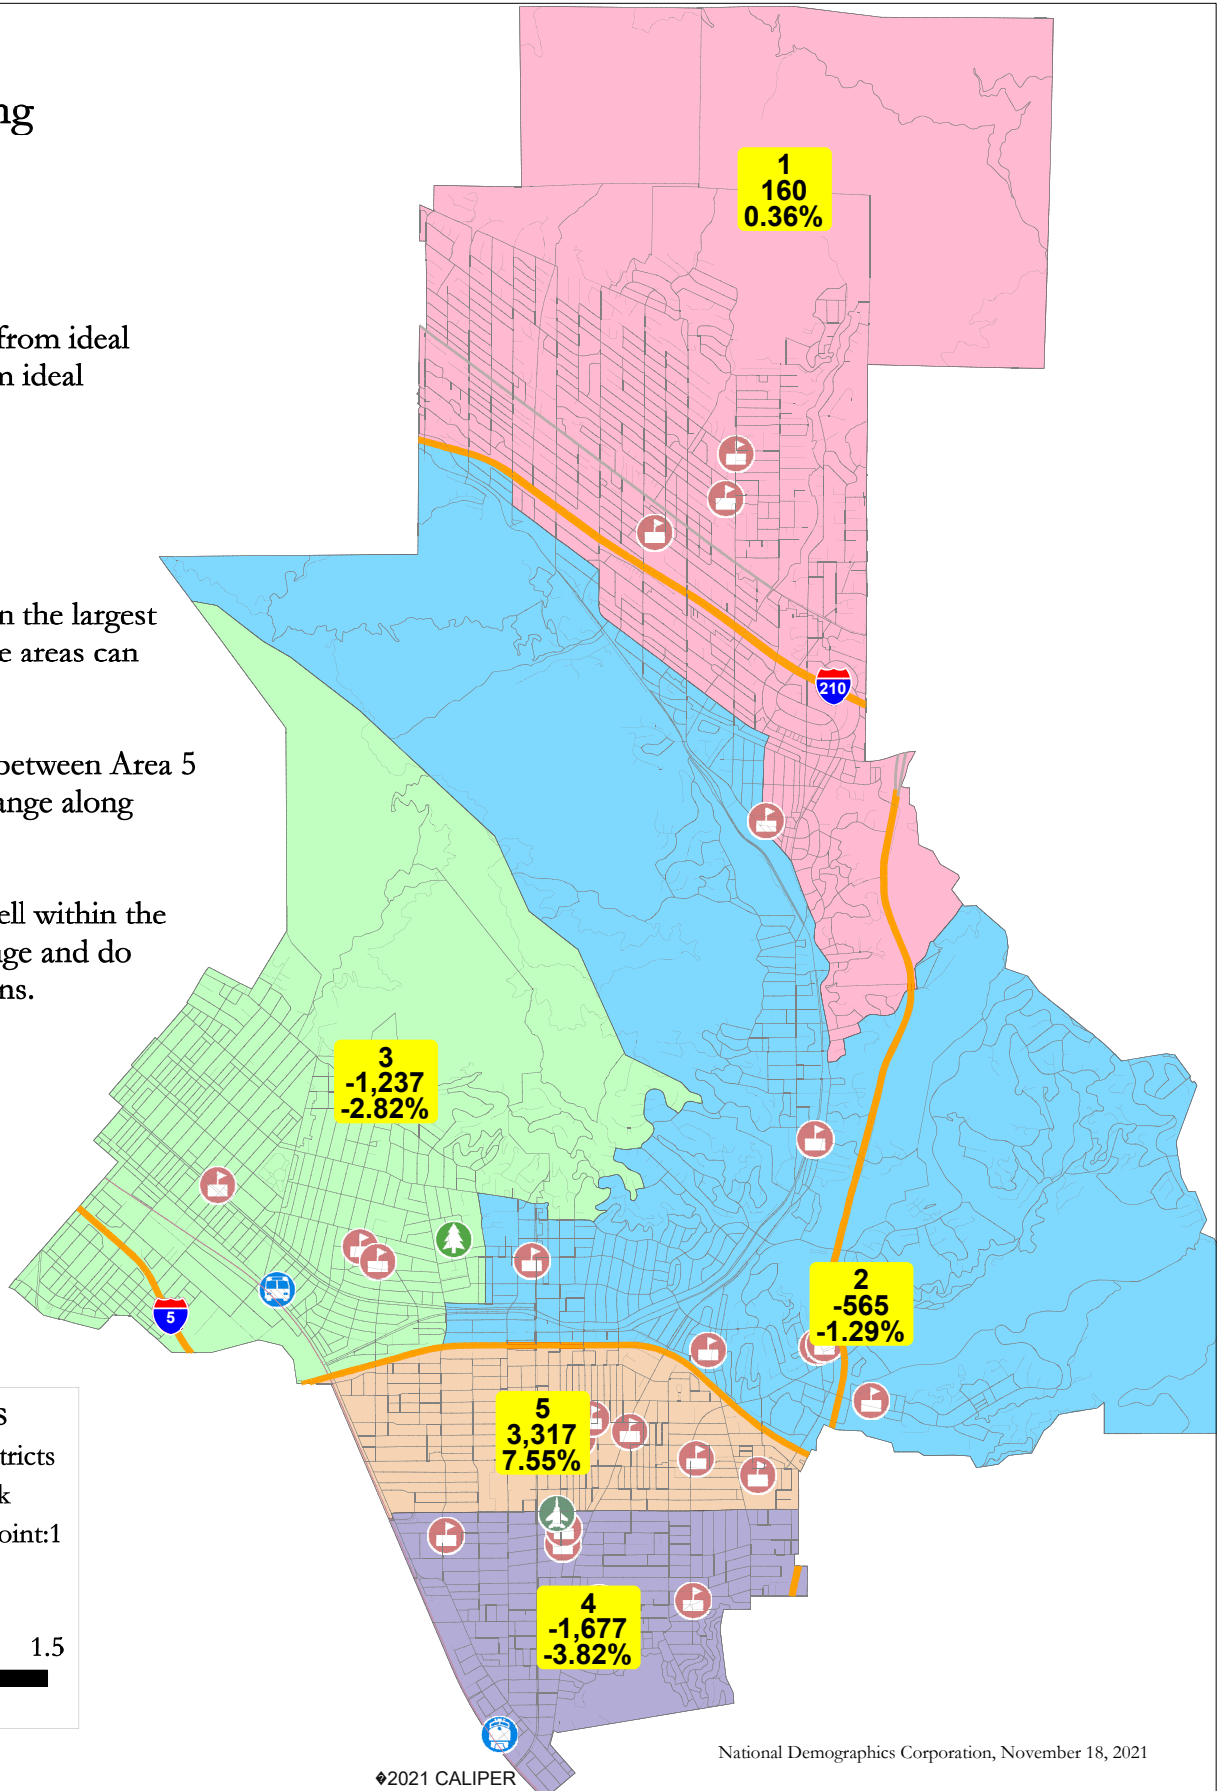 ng
from ideal
m ideal
n the largest
e areas can
between Area 5
ange along
ell within the
ge and do
ns.
1
160
0.36%
210
3
-1,237
-2.82%
5
2
-565
-1.29%
5
3,317
7.55%
4
-1,677
-3.82%
s
tricts
k
oint:1
1.5
National Demographics Corporation, November 18, 2021
�2021 CALIPER